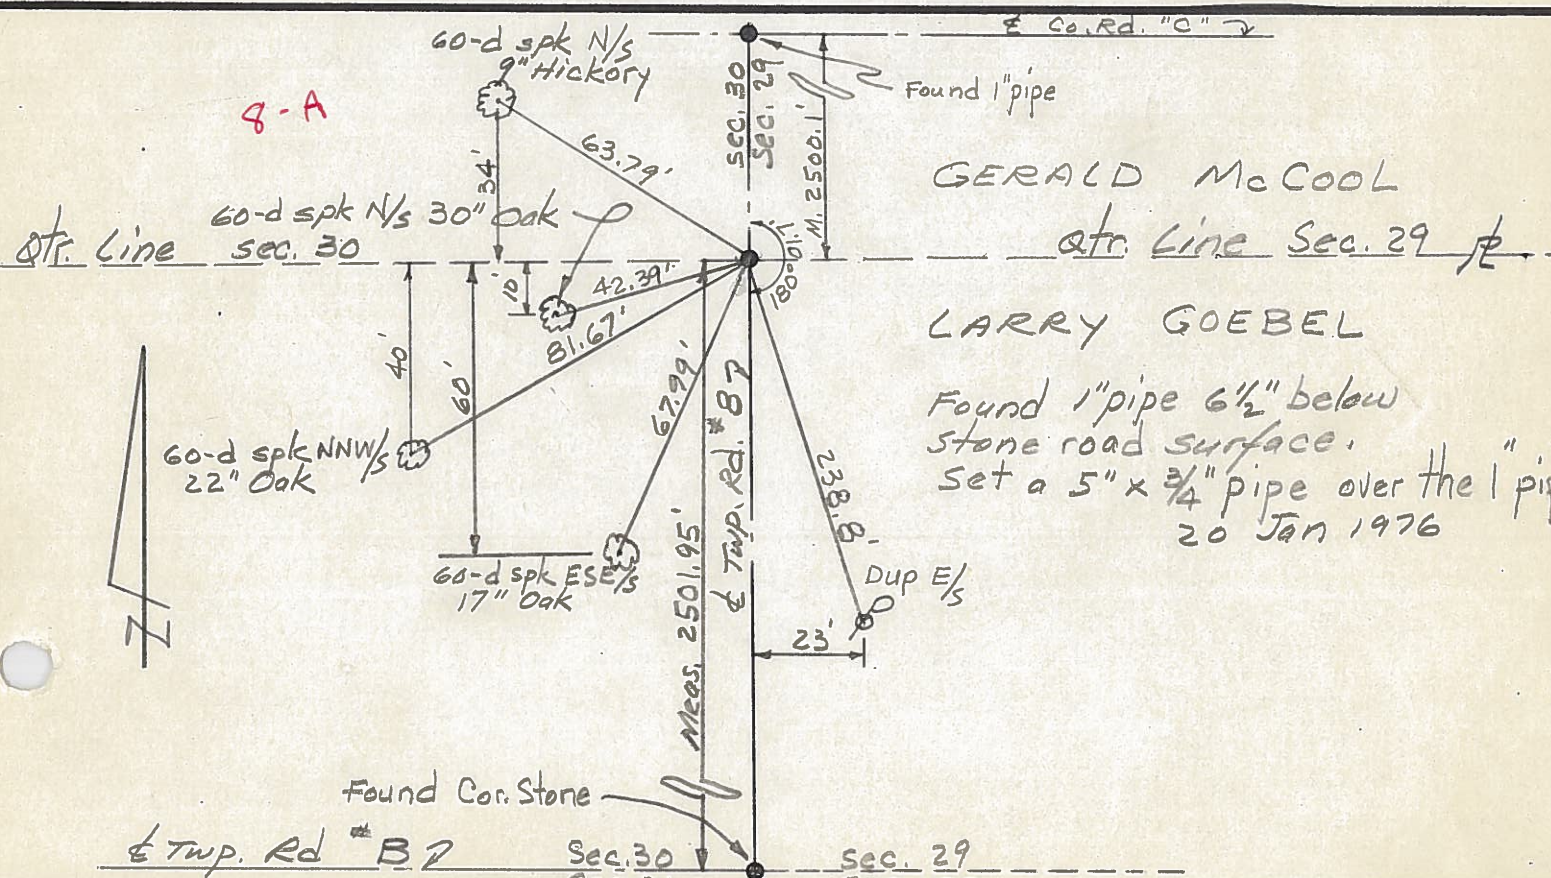 ℄ Co. Rd. "C"
60-d spk N/s
9" Hickory
Found 1" pipe
8-A
sec. 30
Sec. 29
M. 2500.1'
63.79'
34'
GERALD McCOOL
60-d spk N/s 30" Oak
Qtr. Line sec. 30
Qtr. Line Sec. 29 ⅊
180°01.7'
42.39'
10'
81.67'
LARRY GOEBEL
40'
60'
67.99'
℄ Twp. Rd. #8
Found 1" pipe 6½" below
stone road surface.
Set a 5" x ¾" pipe over the 1" pi
20 Jan 1976
60-d spk NNW/s
22" Oak
238.8'
60-d spk ESE/s
17" Oak
Meas. 2501.95'
Dup E/s
23'
N
Found Cor. Stone
℄ Twp. Rd #B
Sec. 30
sec. 29